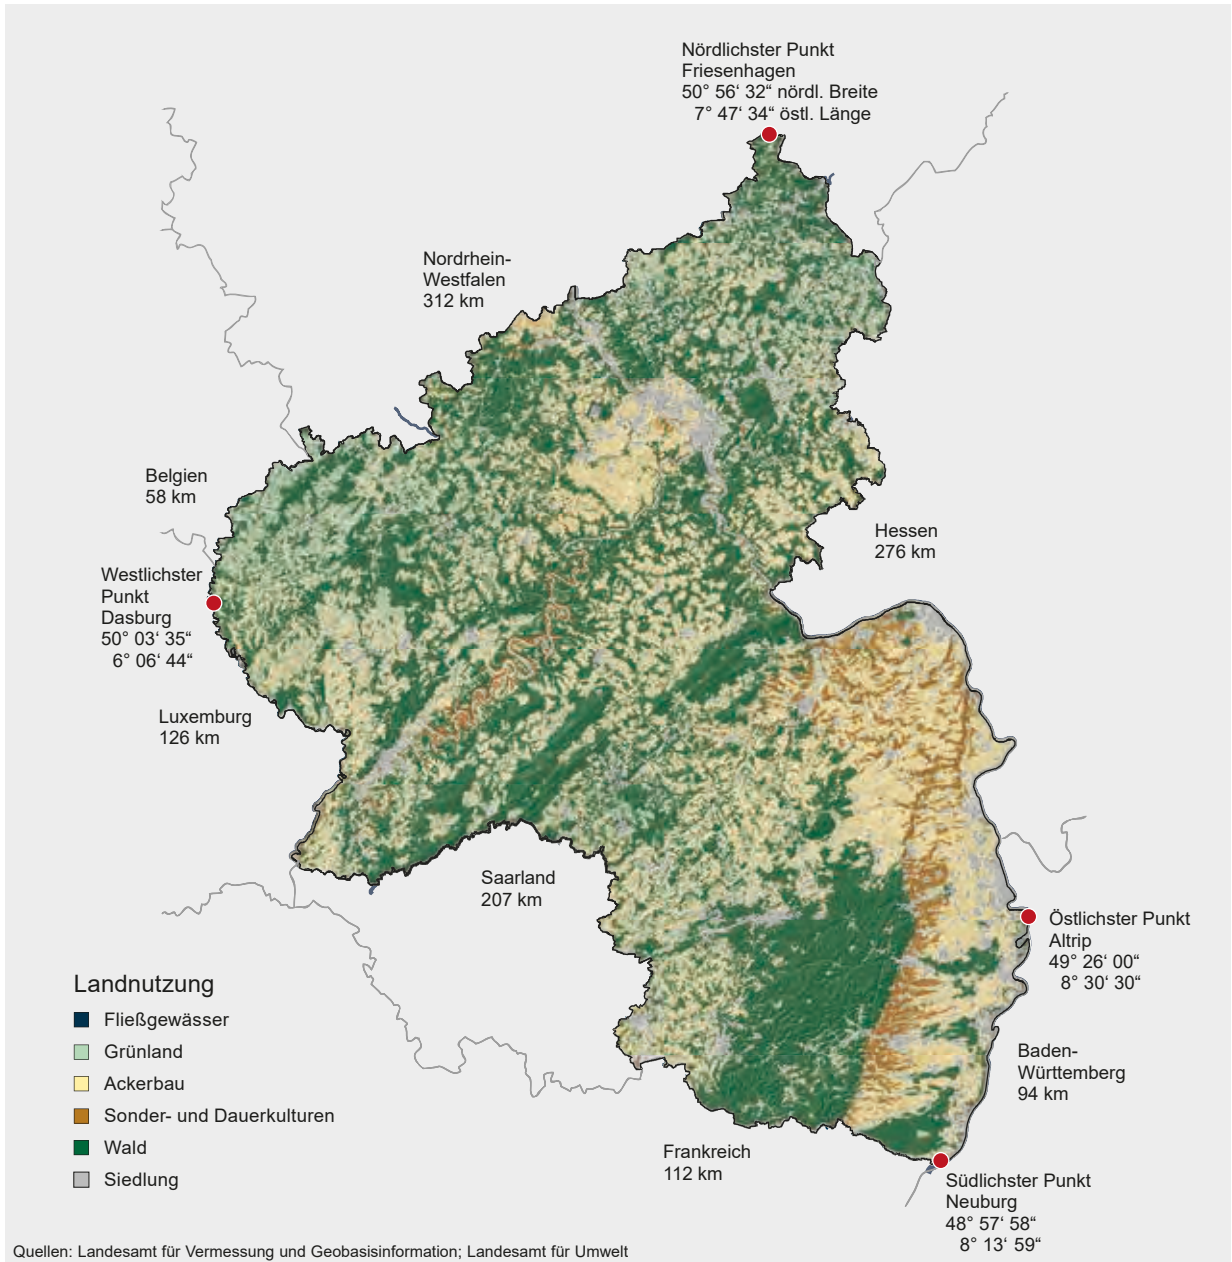 Nördlichster Punkt
Friesenhagen
50° 56‘ 32“ nördl. Breite
7° 47‘ 34“ östl. Länge
Nordrhein-
Westfalen
312 km
Belgien
58 km
Hessen
276 km
Westlichster
Punkt
Dasburg
50° 03‘ 35“
6° 06‘ 44“
Luxemburg
126 km
Saarland
207 km
Östlichster Punkt
Altrip
49° 26‘ 00“
8° 30‘ 30“
Baden-
Württemberg
94 km
Frankreich
112 km
Südlichster Punkt
Neuburg
48° 57‘ 58“
8° 13‘ 59“
Landnutzung
Fließgewässer
Grünland
Ackerbau
Sonder- und Dauerkulturen
Wald
Siedlung
Quellen: Landesamt für Vermessung und Geobasisinformation; Landesamt für Umwelt